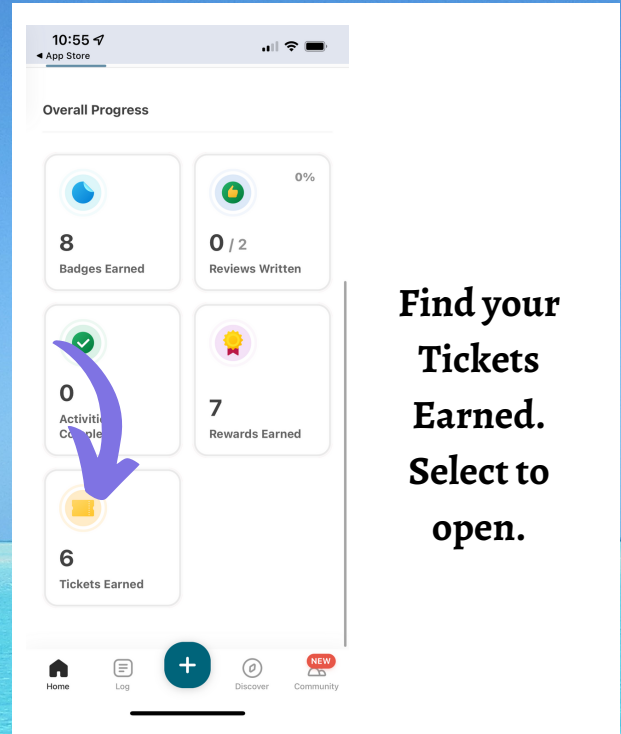 10:55
◀ App Store
Overall Progress
8
Badges Earned
0%
0 / 2
Reviews Written
0
7
Rewards Earned
6
Tickets Earned
Find your
Tickets
Earned.
Select to
open.
Home
Log
+
Discover
NEW
Community